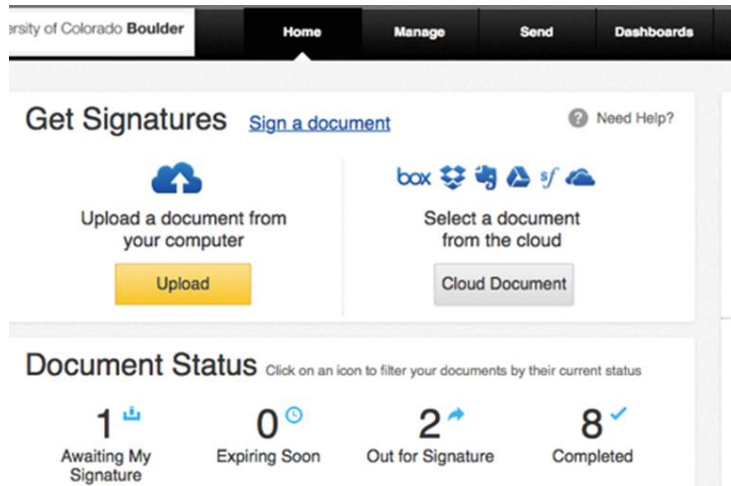 ersity of Colorado Boulder
Home Manage Send Dashboards
Get Signatures Sign a document Need Help?
box sf
Upload a document from your computer
Upload
Select a document from the cloud
Cloud Document
Document Status Click on an icon to filter your documents by their current status
1
Awaiting My
Signature
0
Expiring Soon
2
Out for Signature
8
Completed